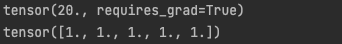 tensor(20., requires_grad=True)
tensor([1., 1., 1., 1., 1.])